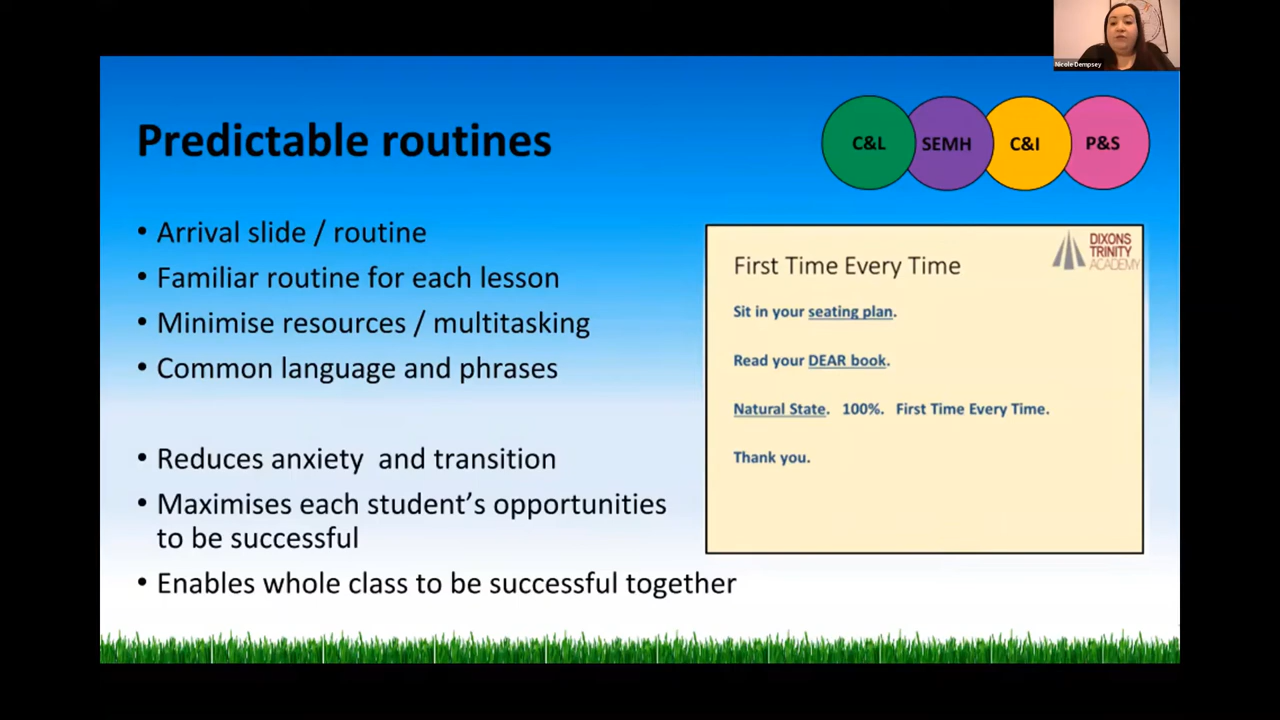 Nicole Dempsey
Predictable routines
C&L SEMH C&I P&S
• Arrival slide / routine
• Familiar routine for each lesson
• Minimise resources / multitasking
• Common language and phrases
• Reduces anxiety and transition
• Maximises each student's opportunities
to be successful
• Enables whole class to be successful together
DIXONS
TRINITY
ACADEMY
First Time Every Time
Sit in your seating plan.
Read your DEAR book.
Natural State. 100%. First Time Every Time.
Thank you.